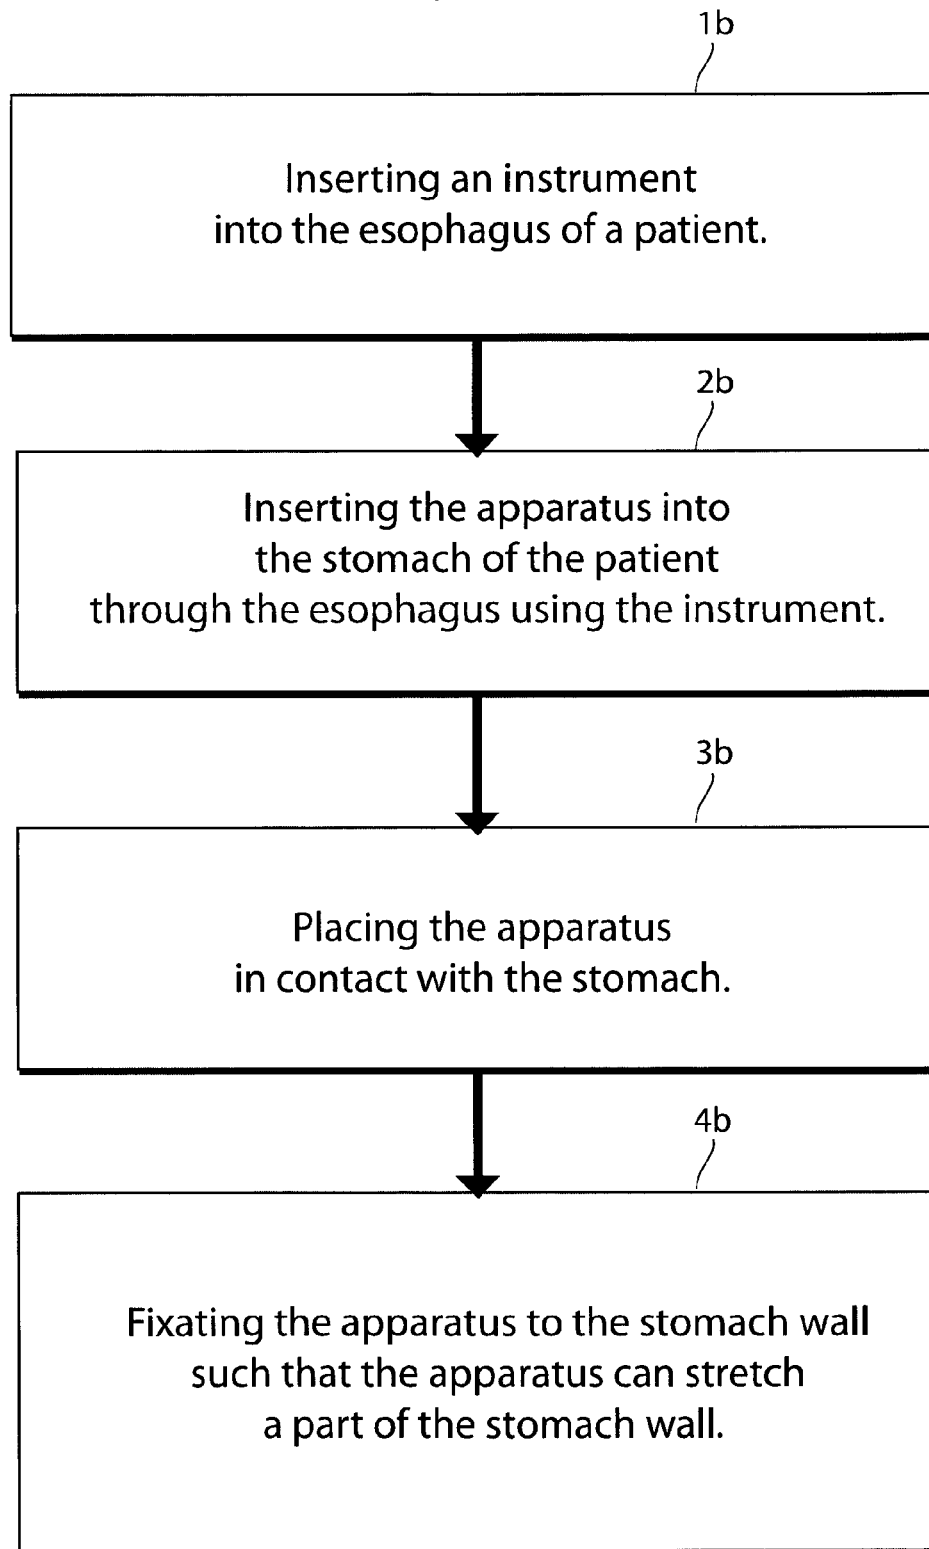 1b
Inserting an instrument
into the esophagus of a patient.
2b
Inserting the apparatus into
the stomach of the patient
through the esophagus using the instrument.
3b
Placing the apparatus
in contact with the stomach.
4b
Fixating the apparatus to the stomach wall
such that the apparatus can stretch
a part of the stomach wall.